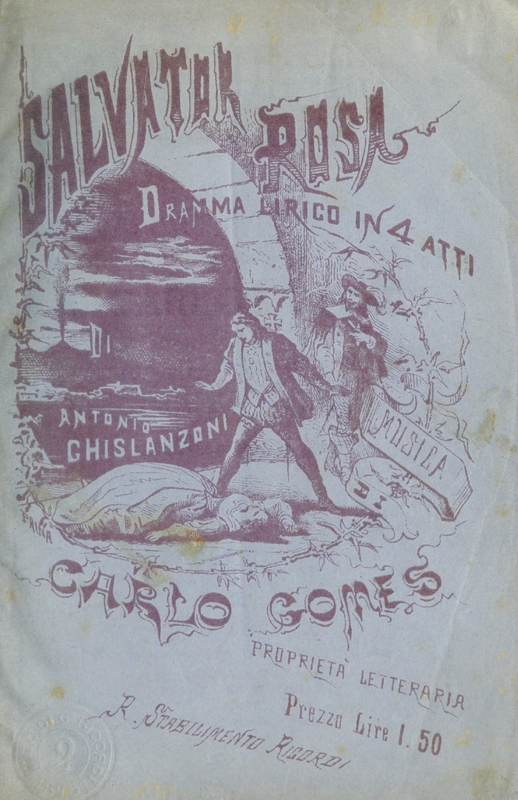 SALVATOR
ROSA
DRAMMA LIRICO IN 4 ATTI
DI
ANTONIO
GHISLANZONI
MUSICA
DI
CARLO GOMES
PROPRIETÀ LETTERARIA
Prezzo Lire 1. 50
R. STABILIMENTO RICORDI